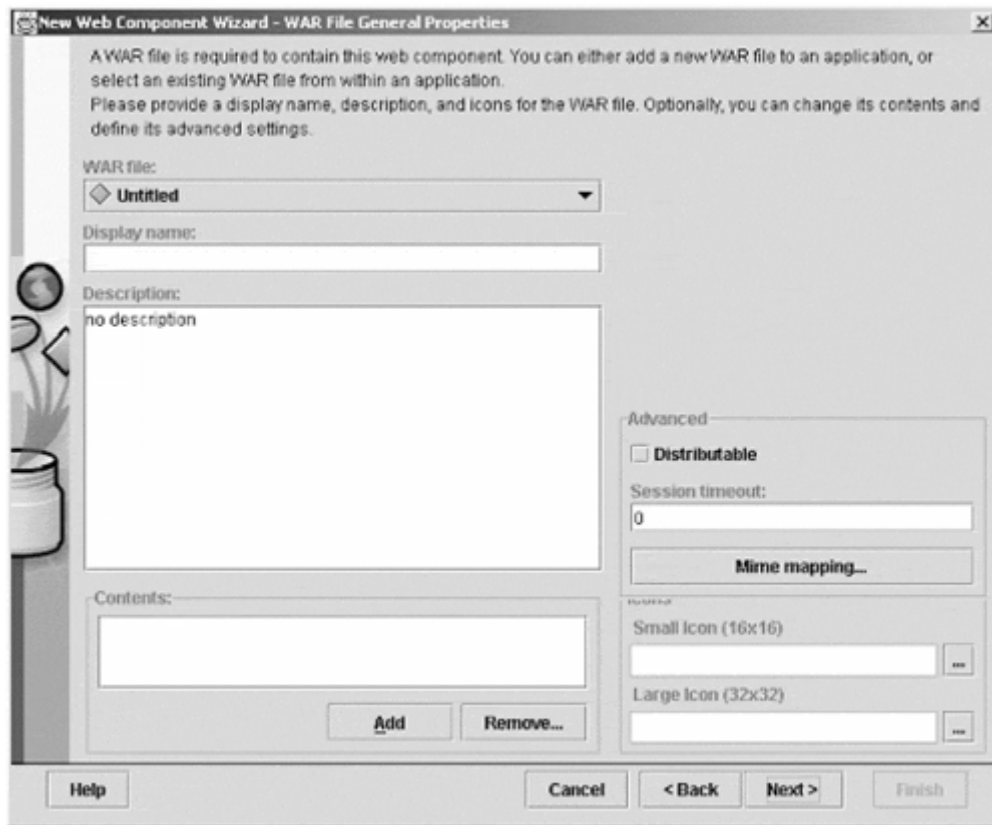 New Web Component Wizard - WAR File General Properties
A WAR file is required to contain this web component. You can either add a new WAR file to an application, or
select an existing WAR file from within an application.
Please provide a display name, description, and icons for the WAR file. Optionally, you can change its contents and
define its advanced settings.
WAR file:
Untitled
Display name:
Description:
no description
Advanced
Distributable
Session timeout:
0
Mime mapping...
Contents:
Add
Remove...
Icons
Small Icon (16x16)
...
Large Icon (32x32)
...
Help
Cancel
< Back
Next >
Finish